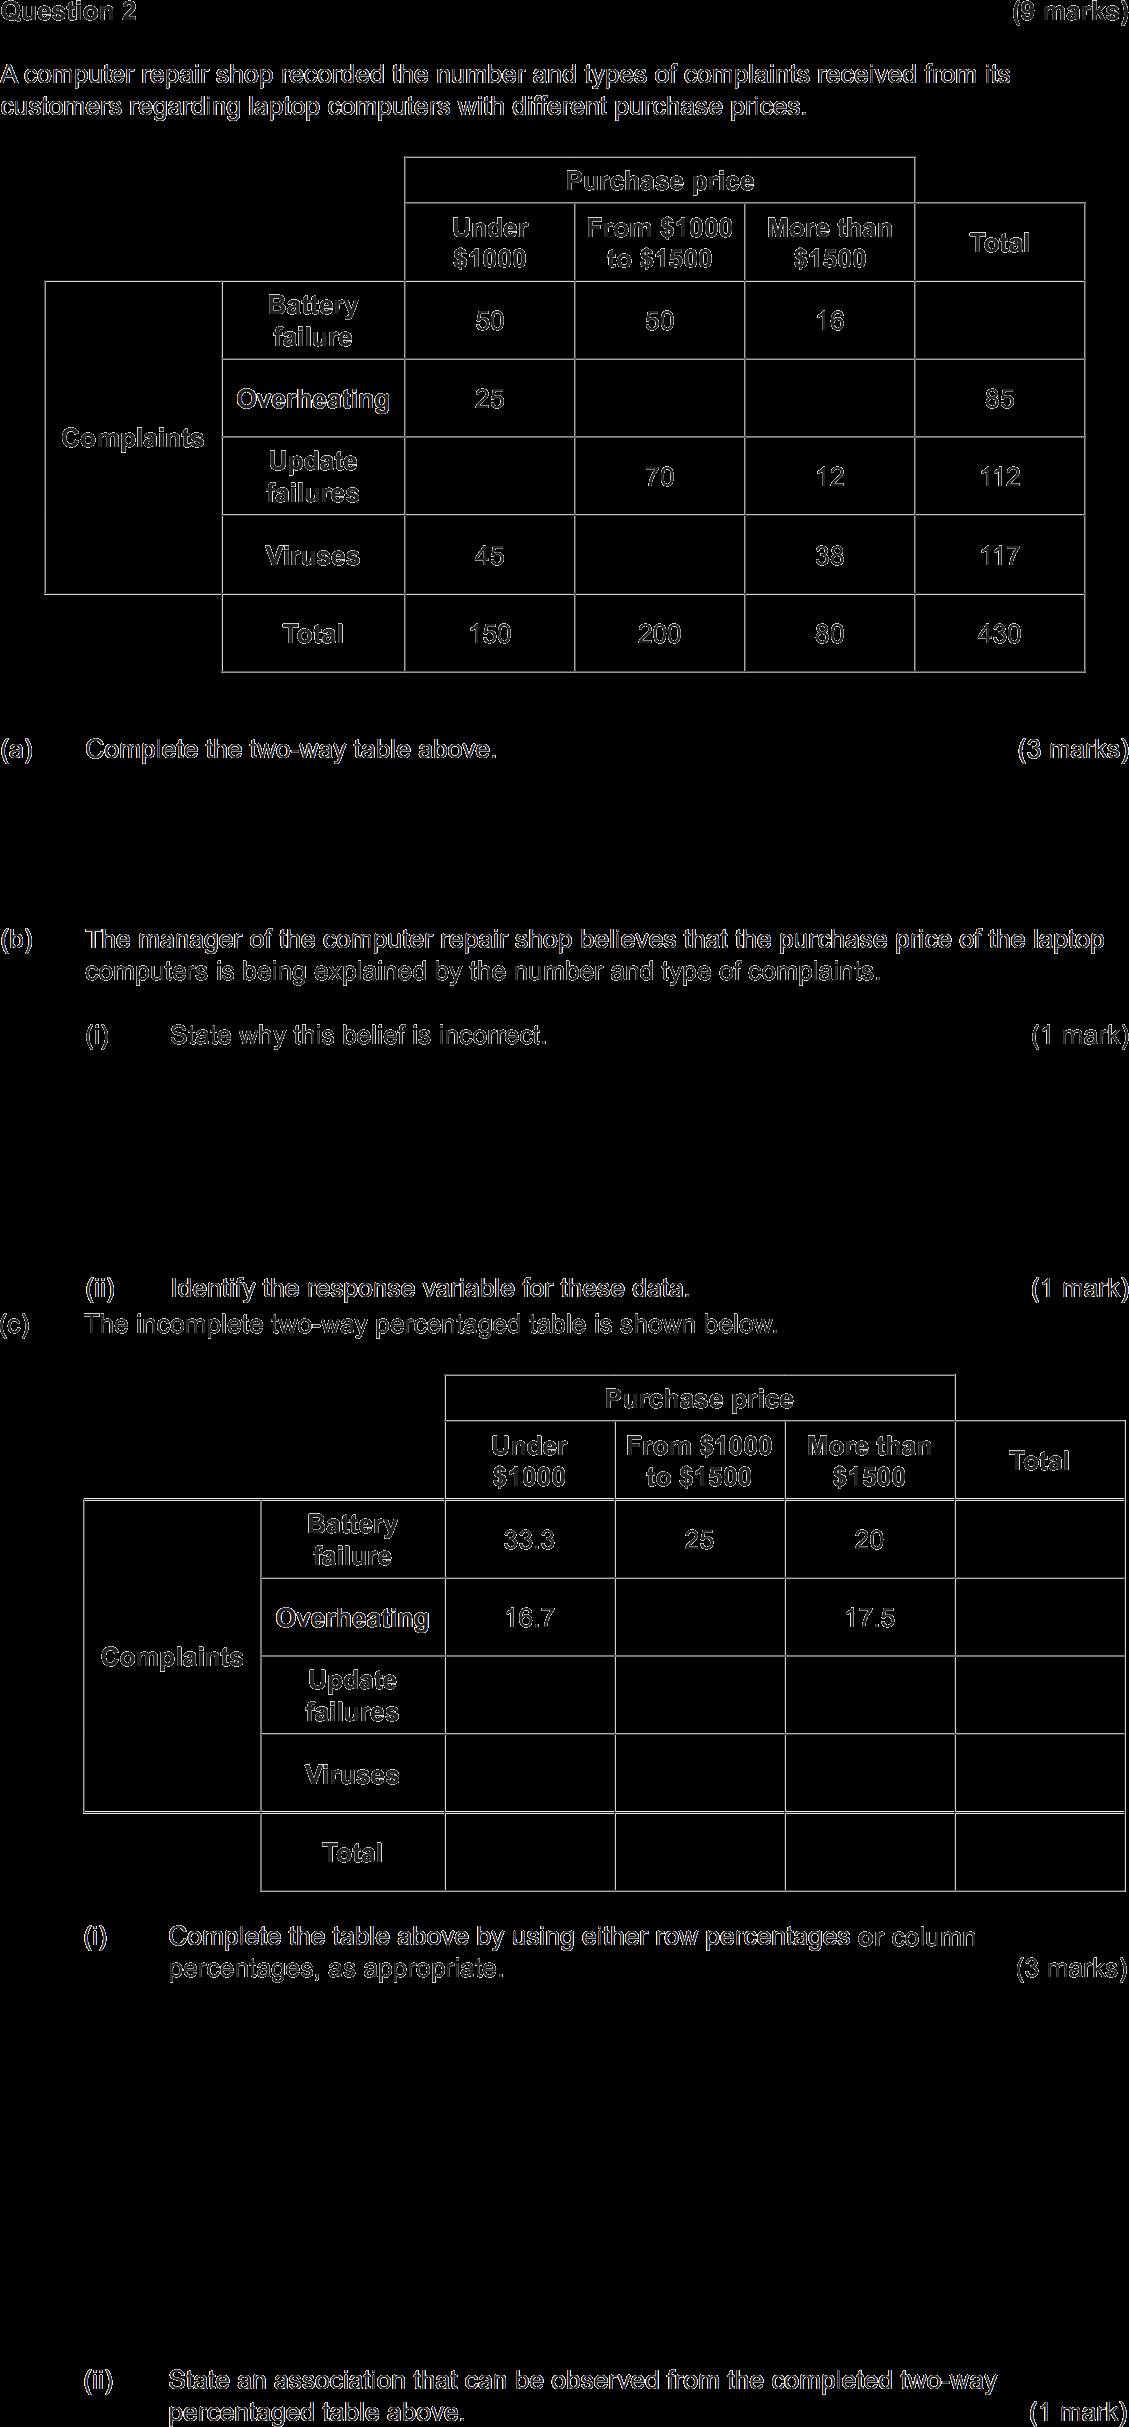 Question 2 (9 marks)
A computer repair shop recorded the number and types of complaints received from its
customers regarding laptop computers with different purchase prices.
Purchase price
Under $1000 From $1000 to $1500 More than $1500 Total
Complaints
Battery failure 50 50 16
Overheating 25 85
Update failures 70 12 112
Viruses 45 38 117
Total 150 200 80 430
(a) Complete the two-way table above. (3 marks)
(b) The manager of the computer repair shop believes that the purchase price of the laptop
computers is being explained by the number and type of complaints.
(i) State why this belief is incorrect. (1 mark)
(ii) Identify the response variable for these data. (1 mark)
(c) The incomplete two-way percentaged table is shown below.
Purchase price
Under $1000 From $1000 to $1500 More than $1500 Total
Complaints
Battery failure 33.3 25 20
Overheating 16.7 17.5
Update failures
Viruses
Total
(i) Complete the table above by using either row percentages or column
percentages, as appropriate. (3 marks)
(ii) State an association that can be observed from the completed two-way
percentaged table above. (1 mark)